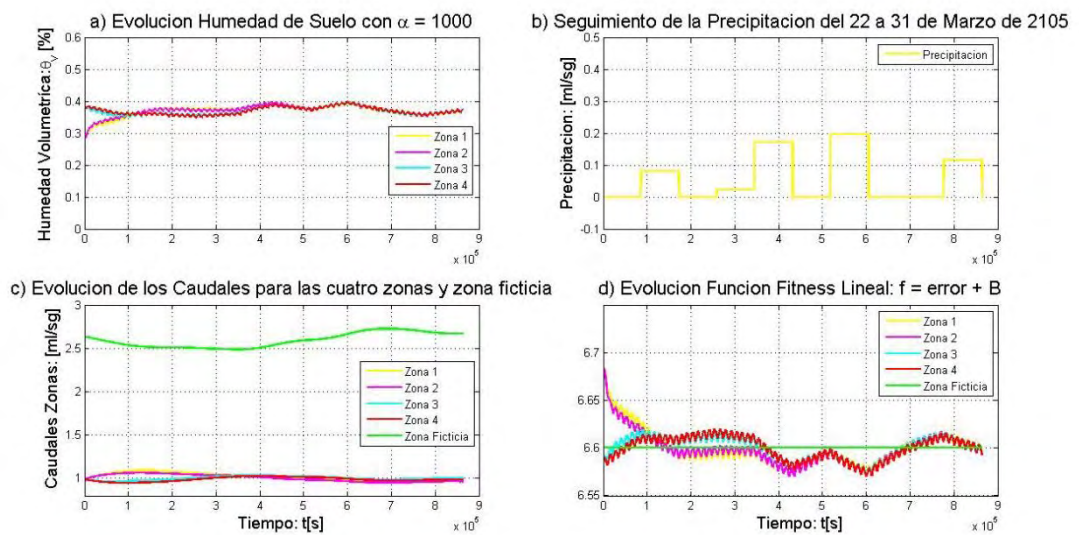 a) Evolucion Humedad de Suelo con α = 1000
Humedad Volumetrica:θV [%]
0.6
0.5
0.4
0.3
0.2
0.1
0
0 1 2 3 4 5 6 7 8 9
x 10^5
Zona 1
Zona 2
Zona 3
Zona 4
b) Seguimiento de la Precipitacion del 22 a 31 de Marzo de 2105
Precipitacion: [ml/sg]
0.5
0.4
0.3
0.2
0.1
0
-0.1
0 1 2 3 4 5 6 7 8 9
x 10^5
Precipitacion
c) Evolucion de los Caudales para las cuatro zonas y zona ficticia
Caudales Zonas: [ml/sg]
3
2.5
2
1.5
1
0 1 2 3 4 5 6 7 8 9
x 10^5
Tiempo: t[s]
Zona 1
Zona 2
Zona 3
Zona 4
Zona Ficticia
d) Evolucion Funcion Fitness Lineal: f = error + B
6.7
6.65
6.6
6.55
0 1 2 3 4 5 6 7 8 9
x 10^5
Tiempo: t[s]
Zona 1
Zona 2
Zona 3
Zona 4
Zona Ficticia